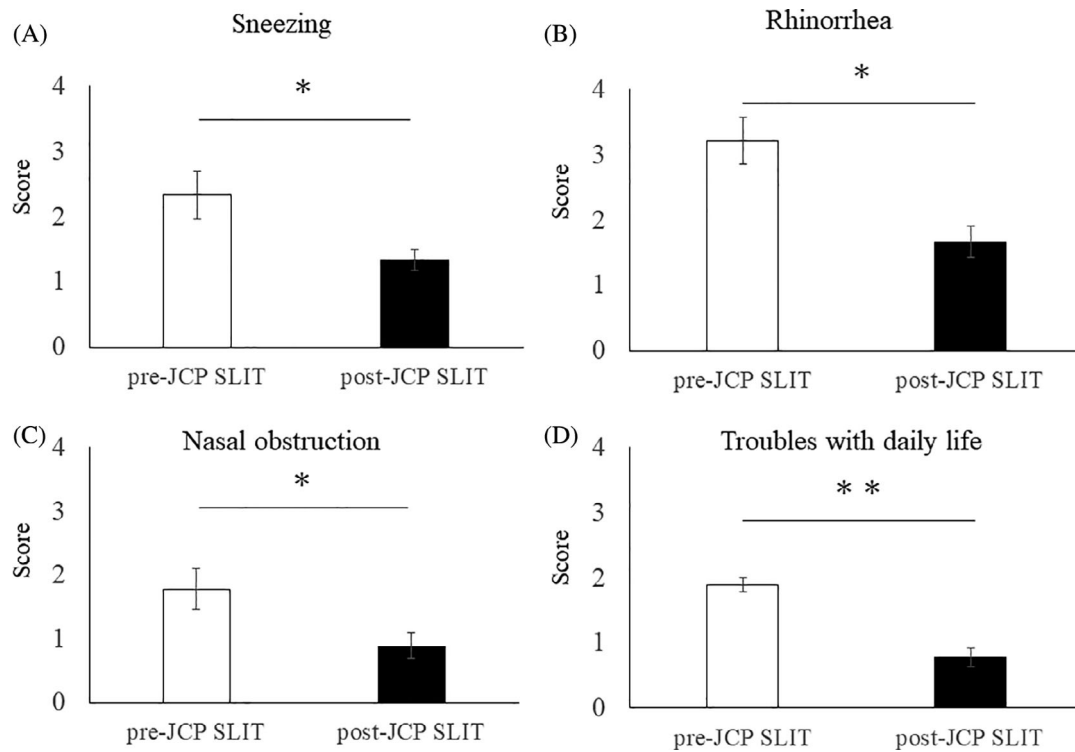 (A)
Sneezing
*
4
3
2
1
0
Score
pre-JCP SLIT
post-JCP SLIT
(B)
Rhinorrhea
*
4
3
2
1
0
Score
pre-JCP SLIT
post-JCP SLIT
(C)
Nasal obstruction
*
4
3
2
1
0
Score
pre-JCP SLIT
post-JCP SLIT
(D)
Troubles with daily life
* *
4
3
2
1
0
Score
pre-JCP SLIT
post-JCP SLIT